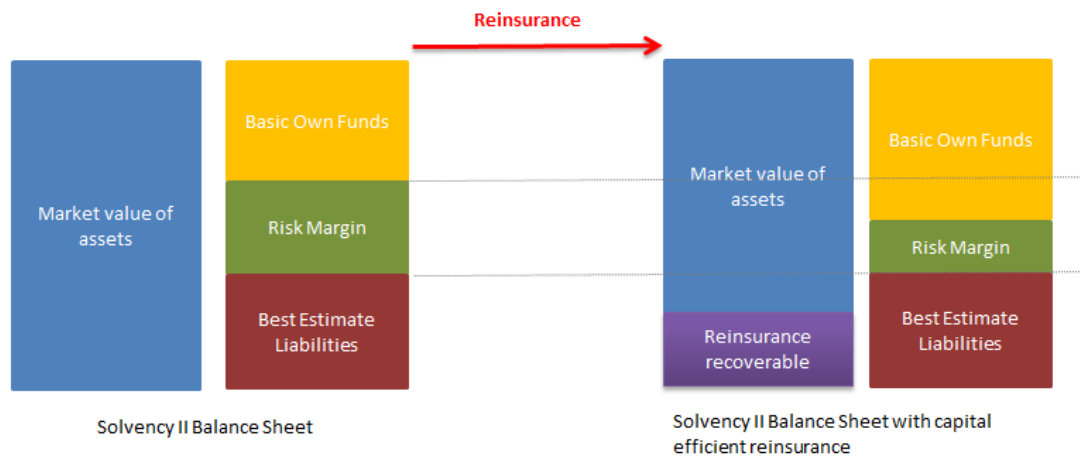 Reinsurance
Market value of
assets
Basic Own Funds
Risk Margin
Best Estimate
Liabilities
Solvency II Balance Sheet
Market value of
assets
Reinsurance
recoverable
Basic Own Funds
Risk Margin
Best Estimate
Liabilities
Solvency II Balance Sheet with capital
efficient reinsurance